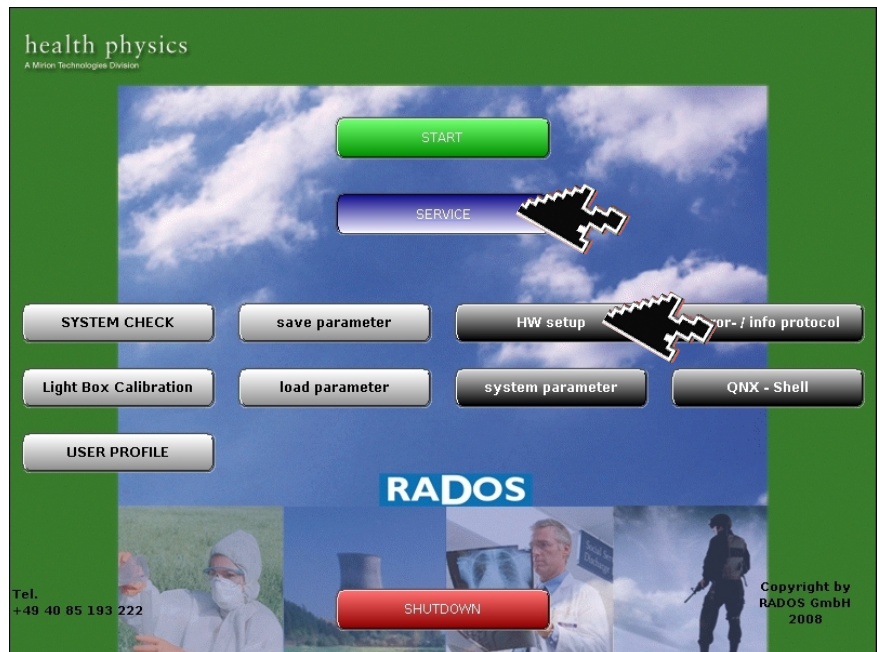 health physics
A Mirion Technologies Division
START
SERVICE
SYSTEM CHECK
save parameter
HW setup
/ info protocol
Light Box Calibration
load parameter
system parameter
QNX - Shell
USER PROFILE
RADOS
Tel.
+49 40 85 193 222
SHUTDOWN
Copyright by
RADOS GmbH
2008